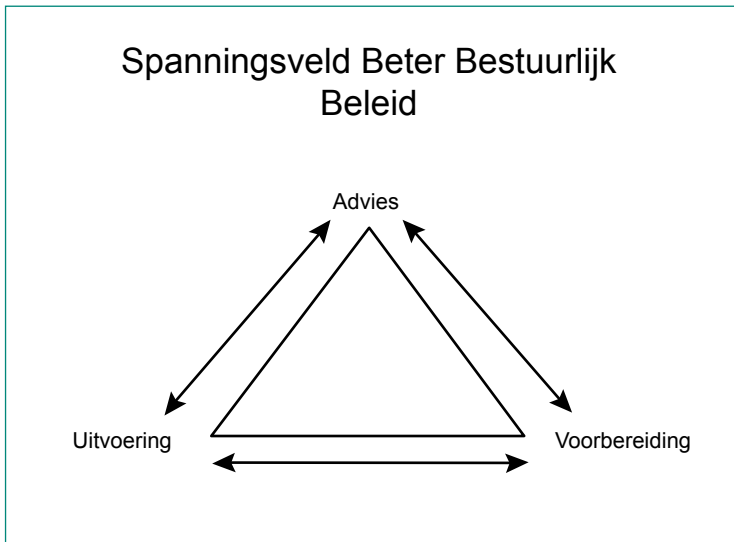 Spanningsveld Beter Bestuurlijk
Beleid
Advies
Uitvoering
Voorbereiding